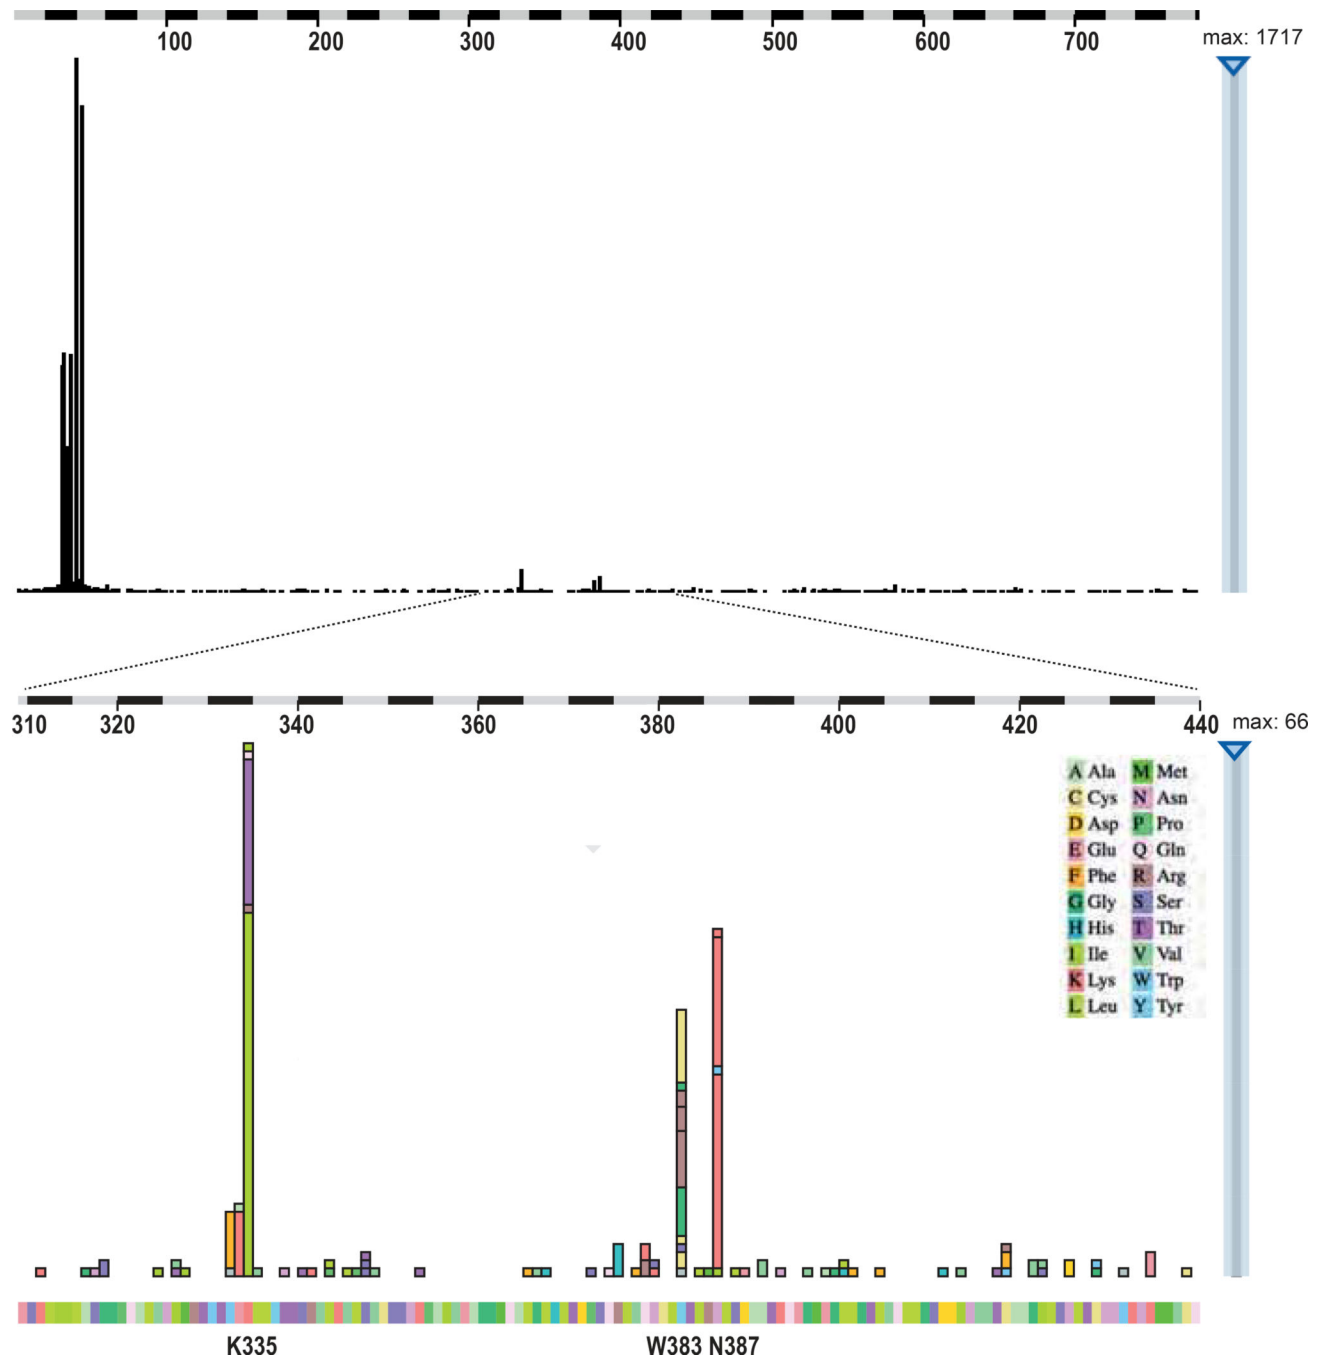 100 200 300 400 500 600 700
max: 1717
310 320 340 360 380 400 420 440 max: 66
A Ala M Met
C Cys N Asn
D Asp P Pro
E Glu Q Gln
F Phe R Arg
G Gly S Ser
H His T Thr
I Ile V Val
K Lys W Trp
L Leu Y Tyr
K335 W383 N387